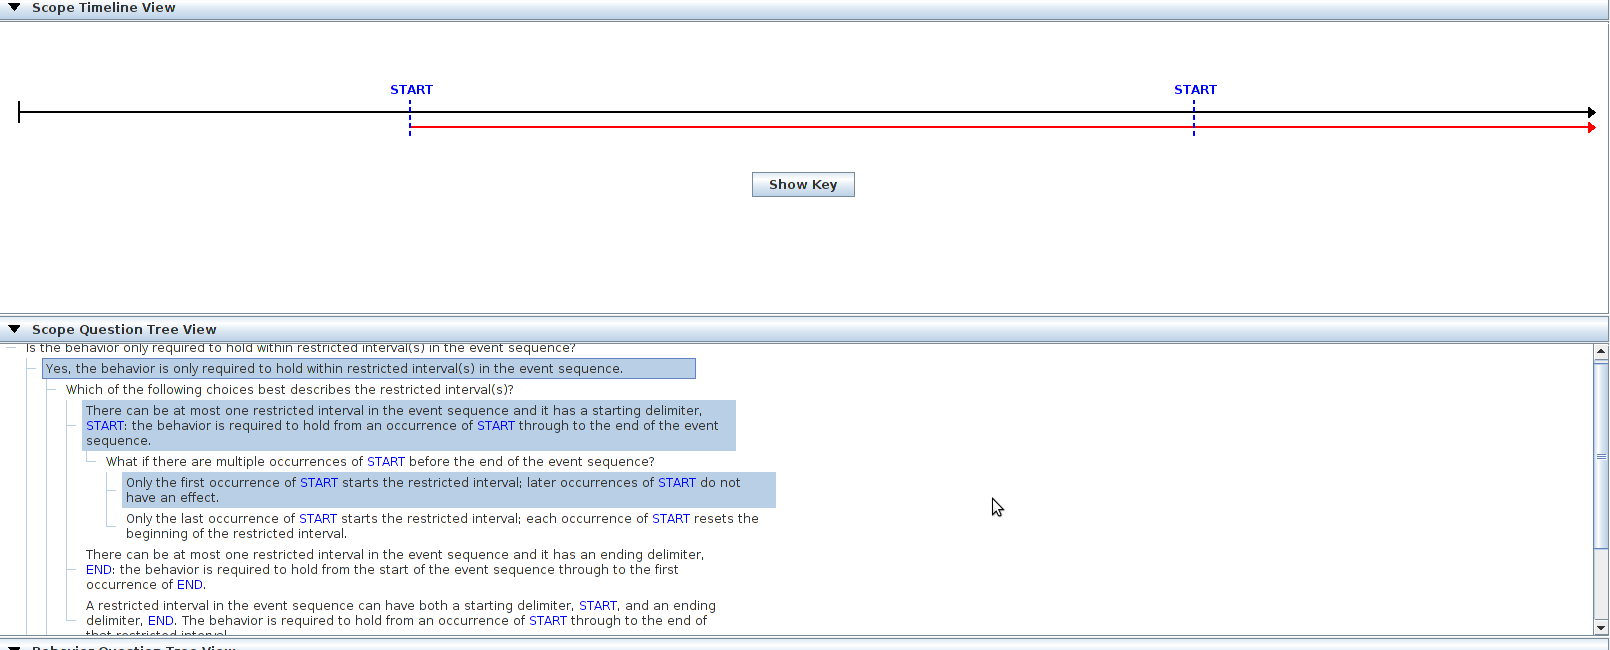 Scope Timeline View
START START
Show Key
Scope Question Tree View
Is the behavior only required to hold within restricted interval(s) in the event sequence?
Yes, the behavior is only required to hold within restricted interval(s) in the event sequence.
Which of the following choices best describes the restricted interval(s)?
There can be at most one restricted interval in the event sequence and it has a starting delimiter,
START: the behavior is required to hold from an occurrence of START through to the end of the event
sequence.
What if there are multiple occurrences of START before the end of the event sequence?
Only the first occurrence of START starts the restricted interval; later occurrences of START do not
have an effect.
Only the last occurrence of START starts the restricted interval; each occurrence of START resets the
beginning of the restricted interval.
There can be at most one restricted interval in the event sequence and it has an ending delimiter,
END: the behavior is required to hold from the start of the event sequence through to the first
occurrence of END.
A restricted interval in the event sequence can have both a starting delimiter, START, and an ending
delimiter, END. The behavior is required to hold from an occurrence of START through to the end of
that restricted interval.
Behavior Question Tree View